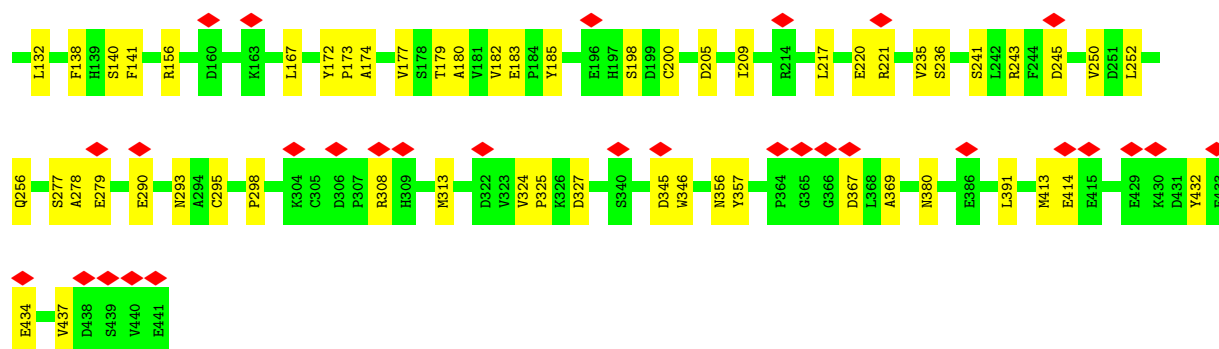 L132 F138 H139 S140 F141 R156 D160 K163 L167 Y172 P173 A174 V177 S178 T179 A180 V181 V182 E183 P184 Y185 E196 H197 S198 D199 C200 D205 I209 R214 L217 E220 R221 V235 S236 S241 L242 R243 F244 D245 V250 D251 L252
Q256 S277 A278 E279 E290 N293 A294 C295 P298 K304 C305 D306 P307 R308 H309 M313 D322 V323 V324 P325 K326 D327 S340 D345 W346 N356 Y357 P364 G365 G366 D367 L368 A369 N380 E386 L391 M413 E414 E415 E429 K430 D431 Y432
E434 V437 D438 S439 V440 E441